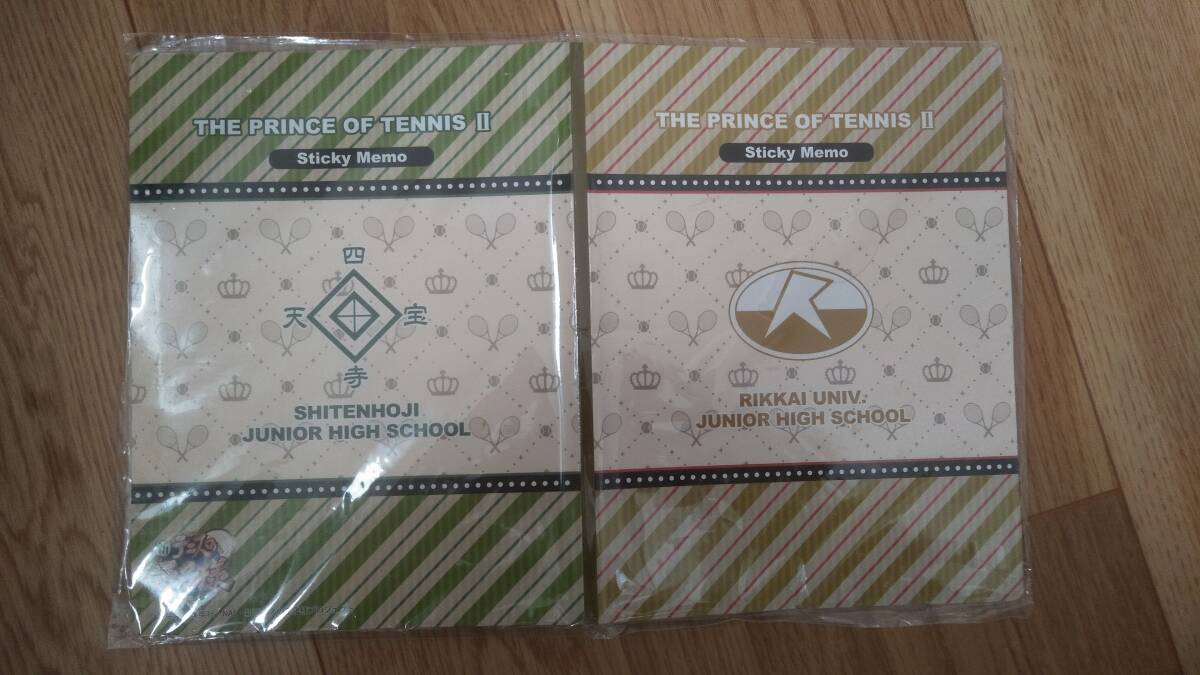 THE PRINCE OF TENNIS II
Sticky Memo
四
天 宝
寺
SHITENHOJI
JUNIOR HIGH SCHOOL
THE PRINCE OF TENNIS II
Sticky Memo
R
RIKKAI UNIV.
JUNIOR HIGH SCHOOL